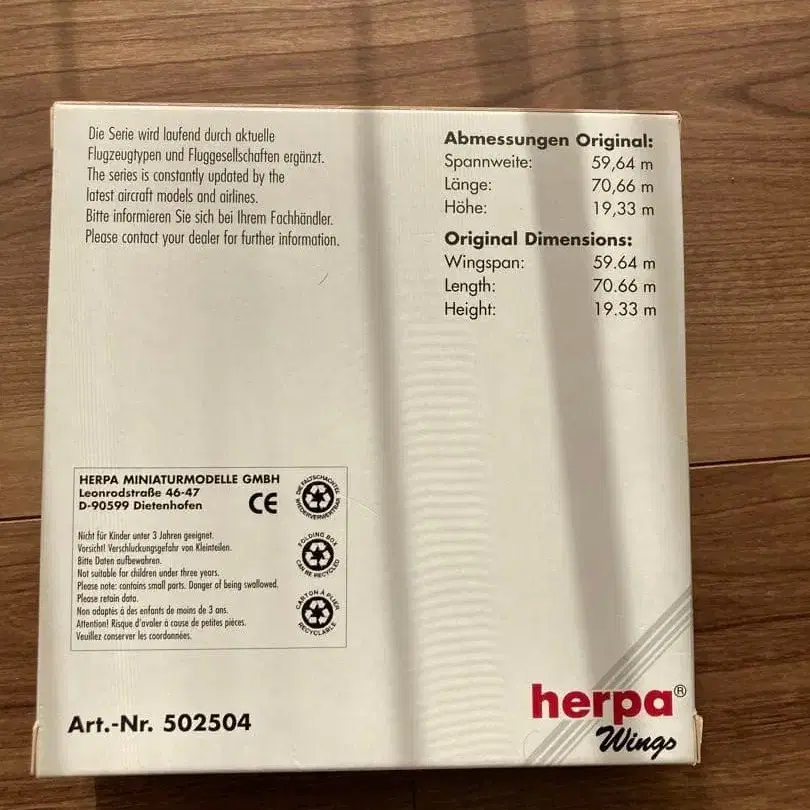 Die Serie wird laufend durch aktuelle
Flugzeugtypen und Fluggesellschaften ergänzt.
The series is constantly updated by the
latest aircraft models and airlines.
Bitte informieren Sie sich bei Ihrem Fachhändler.
Please contact your dealer for further information.
Abmessungen Original:
Spannweite: 59,64 m
Länge: 70,66 m
Höhe: 19,33 m
Original Dimensions:
Wingspan: 59.64 m
Length: 70.66 m
Height: 19.33 m
HERPA MINIATURMODELLE GMBH
Leonrodstraße 46-47
D-90599 Dietenhofen
CE
Nicht für Kinder unter 3 Jahren geeignet.
Vorsicht! Verschluckungsgefahr von Kleinteilen.
Bitte Daten aufbewahren.
Not suitable for children under three years.
Please note: contains small parts. Danger of being swallowed.
Please retain data.
Non adaptés à des enfants de moins de 3 ans.
Attention! Risque d'avaler à cause de petites pièces.
Veuillez conserver les coordonnées.
DIE FALTSCHACHTEL
WIEDERVERWERTBAR
FOLDING BOX
CAN BE RECYCLED
CARTON A PLIER
RECYCLABLE
Art.-Nr. 502504
herpa®
Wings